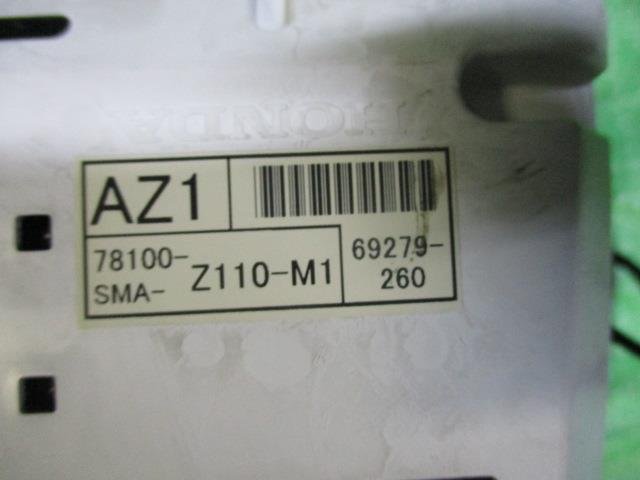 HONDA
AZ1
78100-
SMA-
Z110-M1
69279-
260